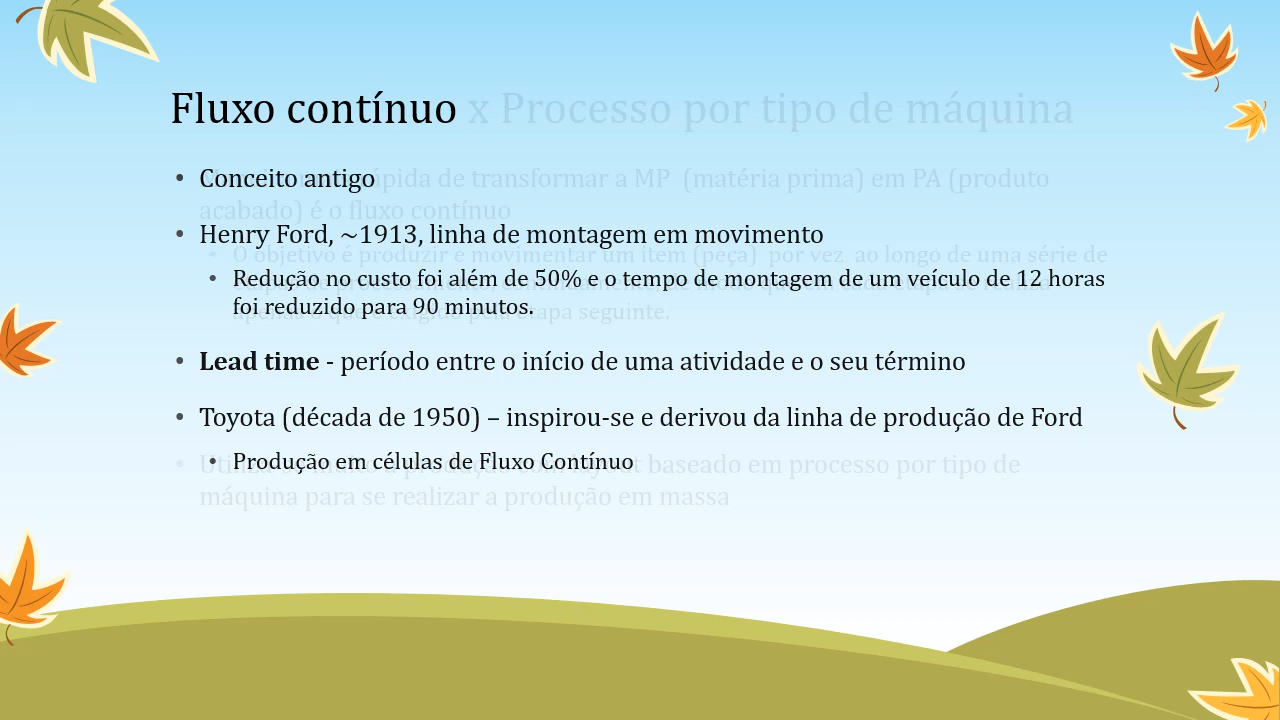 Fluxo contínuo x Processo por tipo de máquina
• Conceito antigo
ápida de transformar a MP (matéria prima) em PA (produto
acabado) é o fluxo contínuo
• Henry Ford, ~1913, linha de montagem em movimento
• O objetivo é produzir e movimentar um item (peça) por vez ao longo de uma série de
• Redução no custo foi além de 50% e o tempo de montagem de um veículo de 12 horas
foi reduzido para 90 minutos.
apenas o que é exigido pela etapa seguinte.
• Lead time - período entre o início de uma atividade e o seu término
• Toyota (década de 1950) – inspirou-se e derivou da linha de produção de Ford
• Produção em células de Fluxo Contínuo
baseado em processo por tipo de
máquina para se realizar a produção em massa